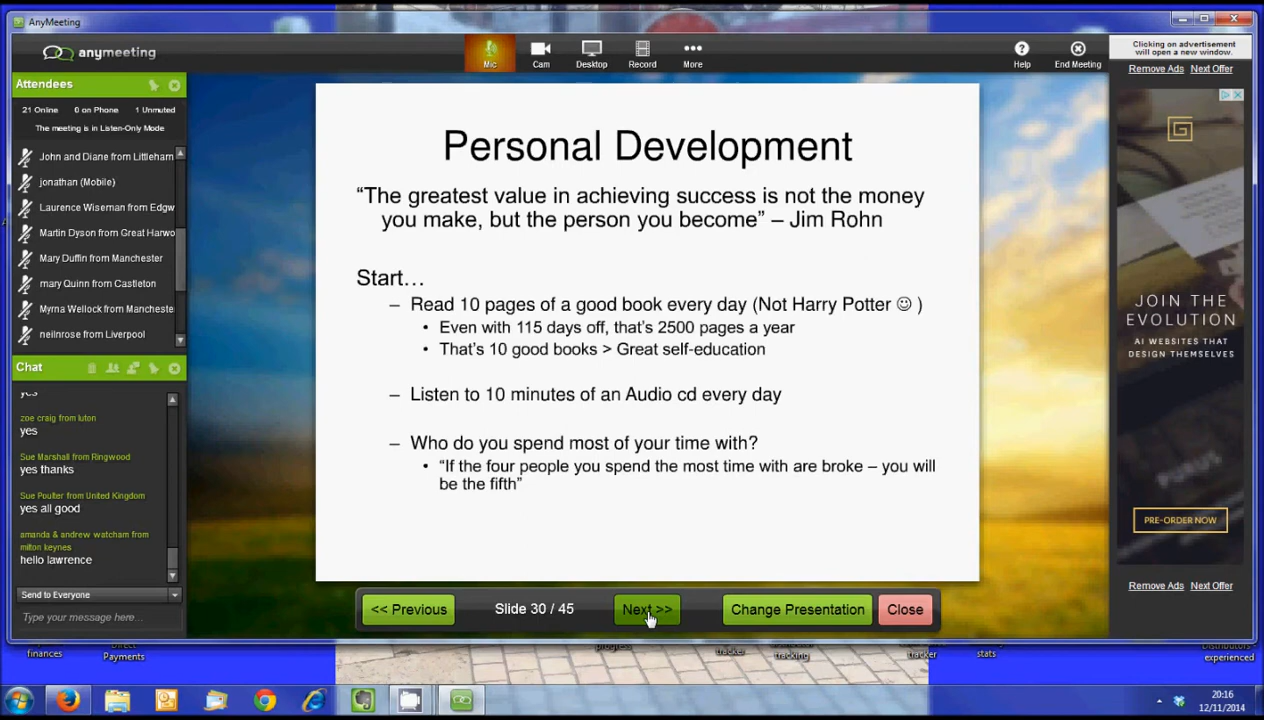 AnyMeeting
anymeeting
Mic
Cam
Desktop
Record
More
Help
End Meeting
Clicking on advertisement
will open a new window.
Remove Ads Next Offer
Attendees
21 Online 0 on Phone 1 Unmuted
The meeting is in Listen-Only Mode
John and Diane from Littleham
jonathan (Mobile)
Laurence Wiseman from Edgw
Martin Dyson from Great Harwo
Mary Duffin from Manchester
mary Quinn from Castleton
Myrna Wellock from Mancheste
neilnrose from Liverpool
Chat
yes
zoe craig from luton
yes
Sue Marshall from Ringwood
yes thanks
Sue Poulter from United Kingdom
yes all good
amanda & andrew watcham from
milton keynes
hello lawrence
Send to Everyone
Type your message here...
Personal Development
“The greatest value in achieving success is not the money
you make, but the person you become” – Jim Rohn
Start…
– Read 10 pages of a good book every day (Not Harry Potter ☺ )
• Even with 115 days off, that’s 2500 pages a year
• That’s 10 good books > Great self-education
– Listen to 10 minutes of an Audio cd every day
– Who do you spend most of your time with?
• “If the four people you spend the most time with are broke – you will
be the fifth”
<< Previous
Slide 30 / 45
Next >>
Change Presentation
Close
JOIN THE
EVOLUTION
AI WEBSITES THAT
DESIGN THEMSELVES
PRE-ORDER NOW
Remove Ads Next Offer
finances
Direct
Payments
progress
tracker
tracking
tracker
stats
Distributors -
experienced
20:16
12/11/2014